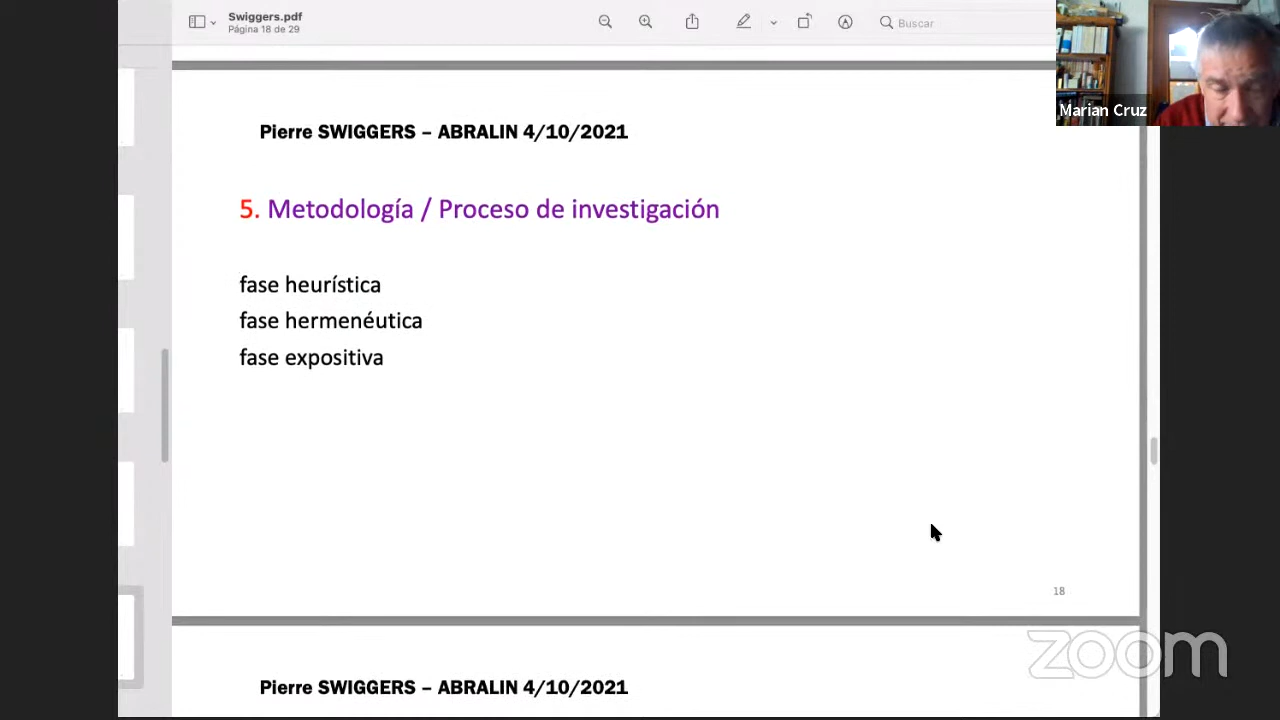 Swiggers.pdf
Página 18 de 29
Buscar
Marian Cruz
Pierre SWIGGERS – ABRALIN 4/10/2021
5. Metodología / Proceso de investigación
fase heurística
fase hermenéutica
fase expositiva
18
zoom
Pierre SWIGGERS – ABRALIN 4/10/2021